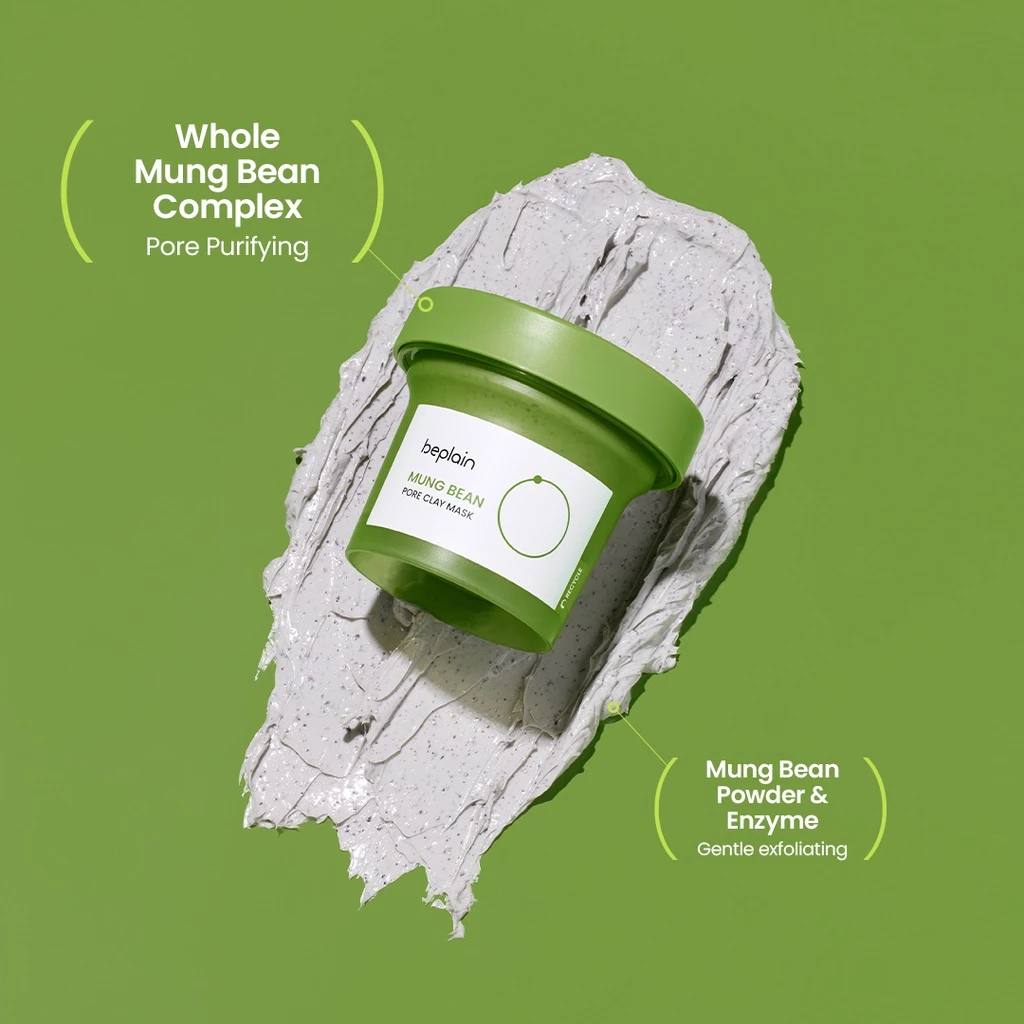 Whole
Mung Bean
Complex
Pore Purifying
beplain
MUNG BEAN
PORE CLAY MASK
RECYCLE
Mung Bean
Powder &
Enzyme
Gentle exfoliating